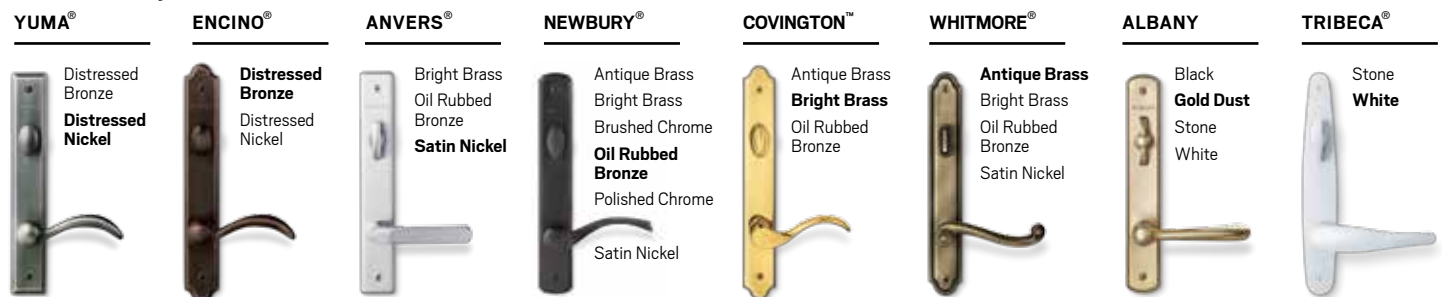 YUMA®
Distressed
Bronze
Distressed
Nickel
ENCINO®
Distressed
Bronze
Distressed
Nickel
ANVERS®
Bright Brass
Oil Rubbed
Bronze
Satin Nickel
NEWBURY®
Antique Brass
Bright Brass
Brushed Chrome
Oil Rubbed
Bronze
Polished Chrome
Satin Nickel
COVINGTON™
Antique Brass
Bright Brass
Oil Rubbed
Bronze
WHITMORE®
Antique Brass
Bright Brass
Oil Rubbed
Bronze
Satin Nickel
ALBANY
Black
Gold Dust
Stone
White
TRIBECA®
Stone
White